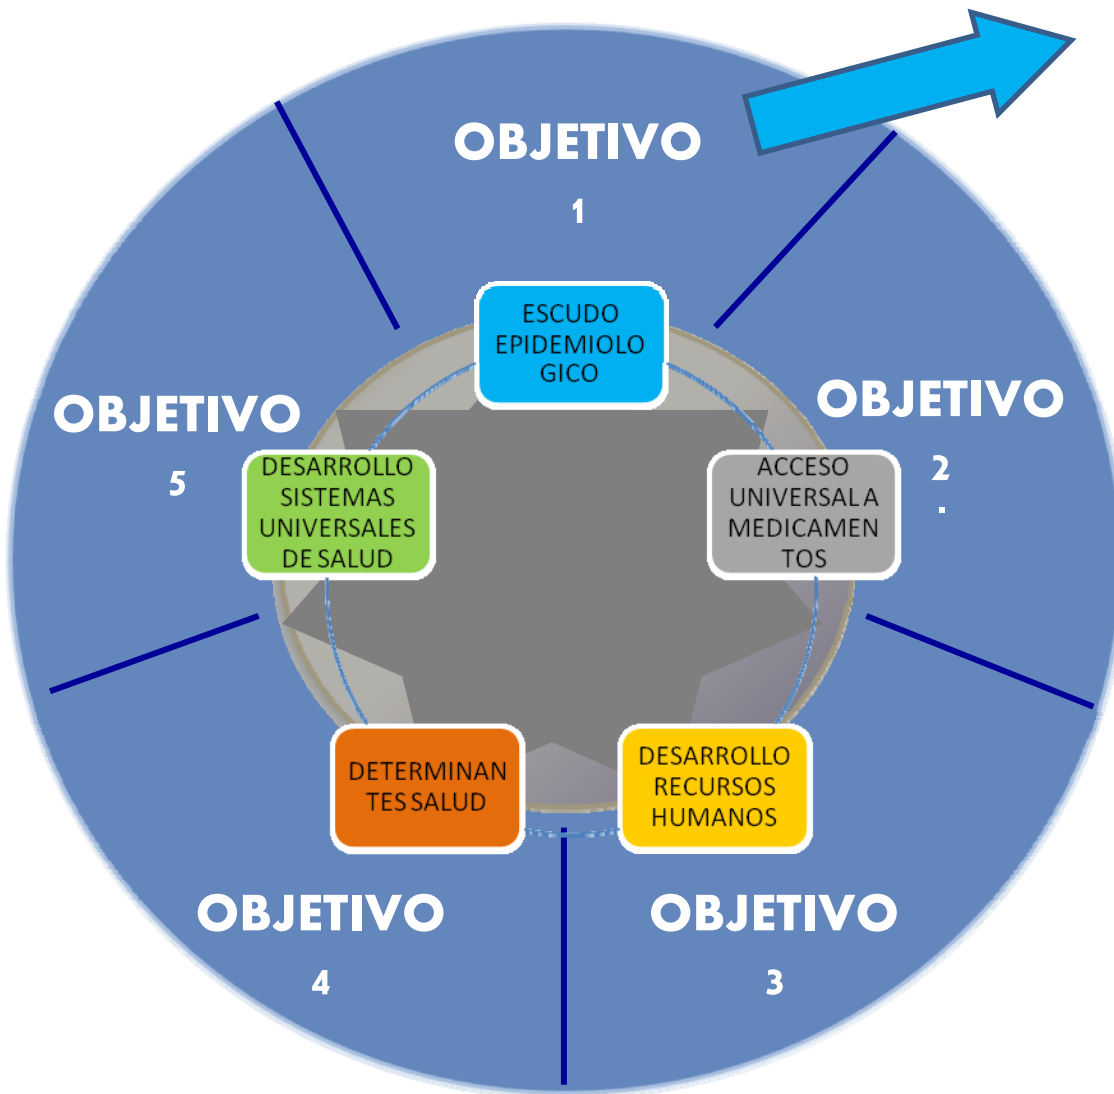 OBJETIVO
1
ESCUDO
EPIDEMIOLO
GICO
OBJETIVO
2
.
ACCESO
UNIVERSAL A
MEDICAMEN
TOS
OBJETIVO
5
DESARROLLO
SISTEMAS
UNIVERSALES
DE SALUD
DETERMINAN
TES SALUD
DESARROLLO
RECURSOS
HUMANOS
OBJETIVO
4
OBJETIVO
3